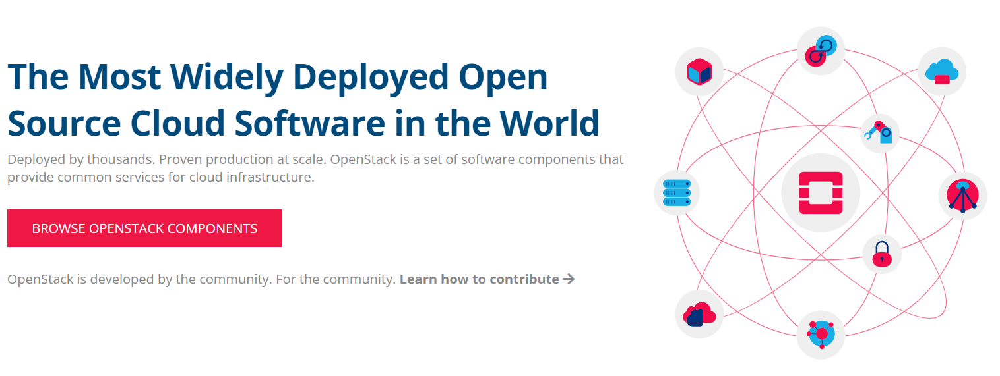 The Most Widely Deployed Open
Source Cloud Software in the World
Deployed by thousands. Proven production at scale. OpenStack is a set of software components that
provide common services for cloud infrastructure.
BROWSE OPENSTACK COMPONENTS
OpenStack is developed by the community. For the community. Learn how to contribute →